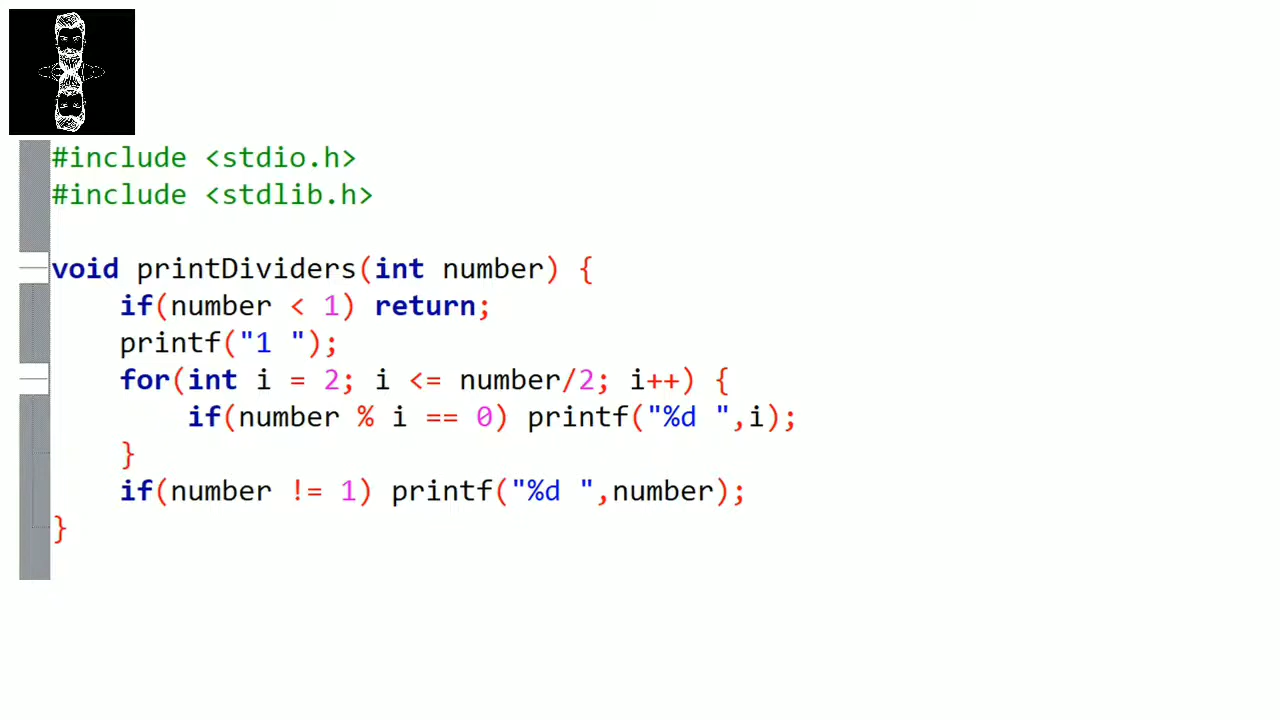 #include <stdio.h>
#include <stdlib.h>
void printDividers(int number) {
if(number < 1) return;
printf("1 ");
for(int i = 2; i <= number/2; i++) {
if(number % i == 0) printf("%d ",i);
}
if(number != 1) printf("%d ",number);
}